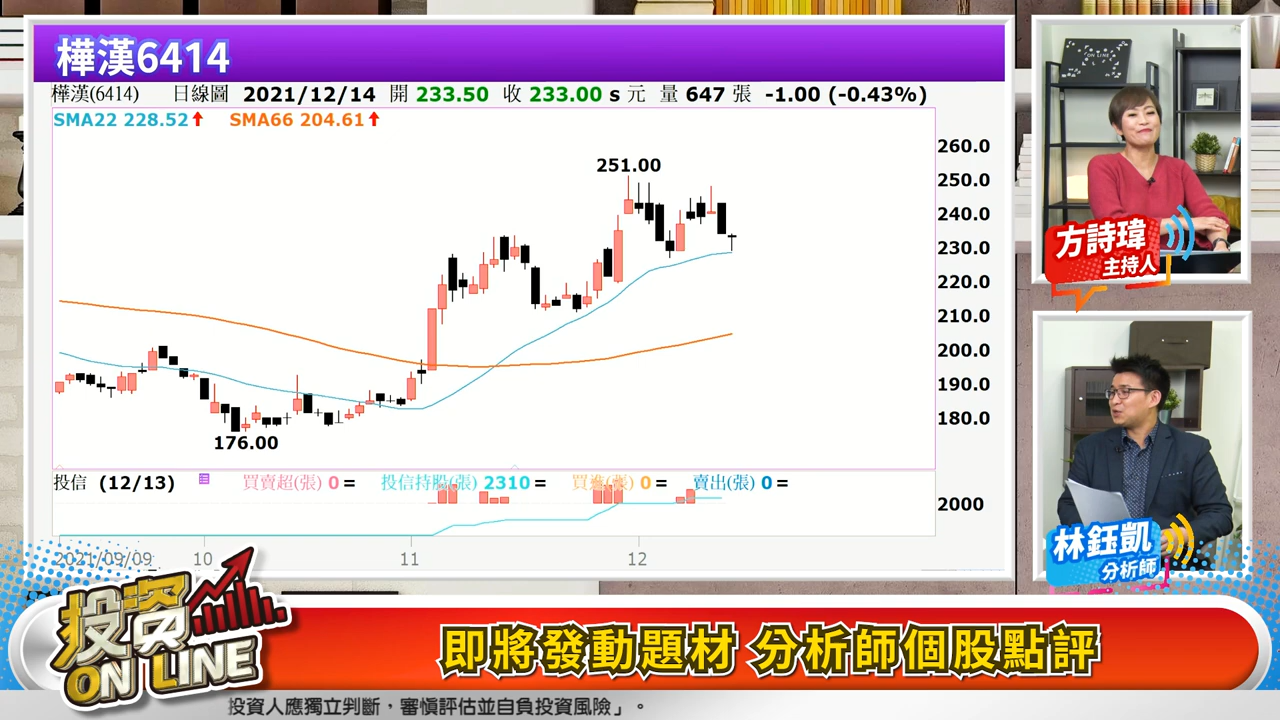 樺漢6414
樺漢(6414) 日線圖 2021/12/14 開 233.50 收 233.00 s 元 量 647 張 -1.00 (-0.43%)
SMA22 228.52 SMA66 204.61
260.0
251.00
250.0
240.0
230.0
220.0
210.0
200.0
190.0
180.0
176.00
投信 (12/13) 買賣超(張) 0 = 投信持股(張) 2310 = 買進(張) 0 = 賣出(張) 0 =
2000
2021/09/09 10 11 12
ON LINE
方詩瑋
主持人
林鈺凱
分析師
投資
ON LINE
即將發動題材 分析師個股點評
投資人應獨立判斷，審慎評估並自負投資風險」。